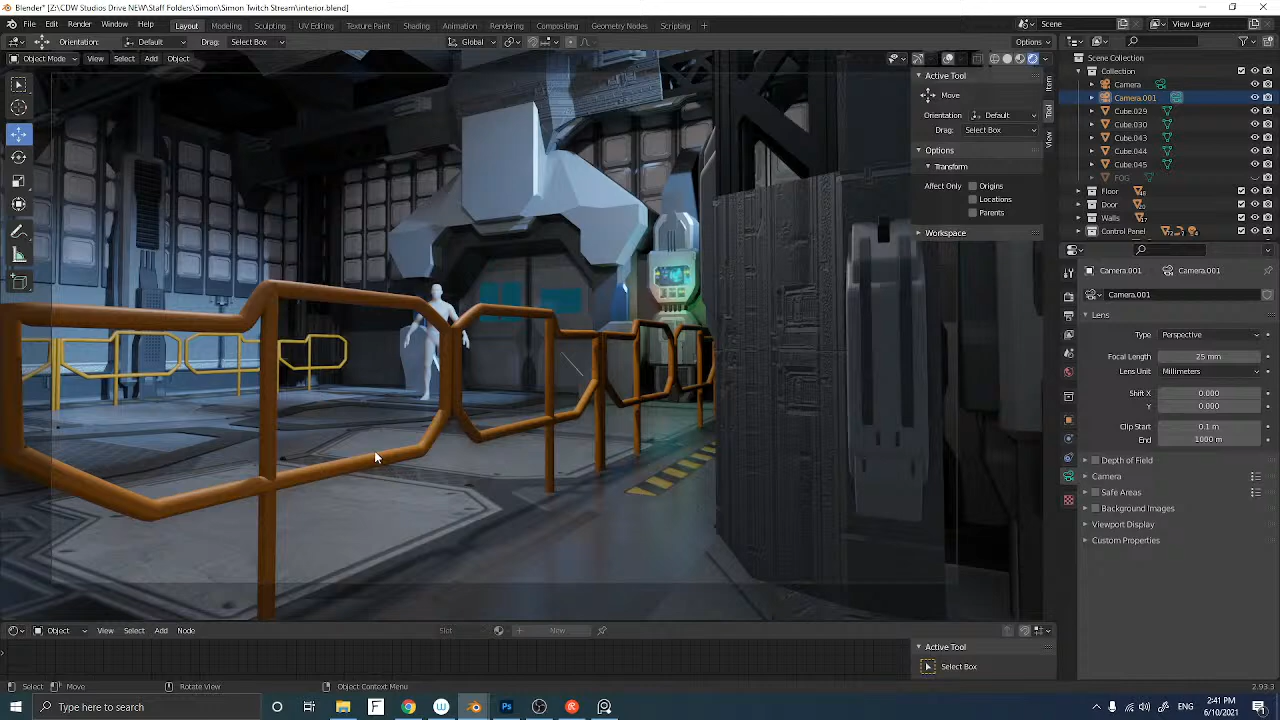 Blender* [Z:\CDW Studios Drive NEW\Staff Folders\Simon\Simon Twitch Stream\interior.blend]
File Edit Render Window Help Layout Modeling Sculpting UV Editing Texture Paint Shading Animation Rendering Compositing Geometry Nodes Scripting + Scene View Layer
Orientation: Default Drag: Select Box Global Options
Object Mode View Select Add Object
Scene Collection
Collection
Camera
Camera.001
Cube.029
Cube.030
Cube.043
Cube.044
Cube.045
FOG
Floor
Door
Walls
Control Panel
Active Tool
Move
Orientation: Default
Drag: Select Box
Options
Transform
Affect Only Origins
Locations
Parents
Workspace
Item
Tool
View
Camera.001 Camera.001
Camera.001
Lens
Type Perspective
Focal Length 25 mm
Lens Unit Millimeters
Shift X 0.000
Y 0.000
Clip Start 0.1 m
End 1000 m
Depth of Field
Camera
Safe Areas
Background Images
Viewport Display
Custom Properties
Object View Select Add Node Slot New
Active Tool
Select Box
Select Move Rotate View Object Context Menu 2.93.3
Type here to search
ENG
2:41 PM
6/10/2021